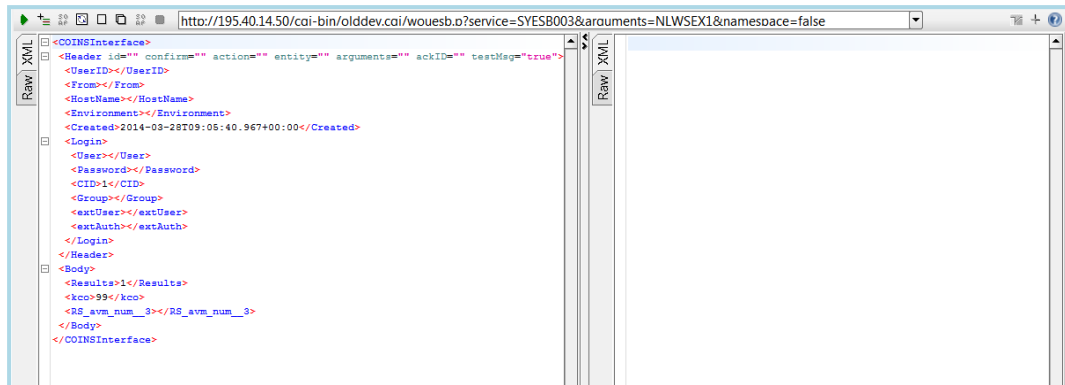 http://195.40.14.50/cgi-bin/olddev.cgi/wouesb.p?service=SYESB003&arguments=NLWSEX1&namespace=false
XML
Raw
<COINSInterface>
<Header id="" confirm="" action="" entity="" arguments="" ackID="" testMsg="true">
<UserID></UserID>
<From></From>
<HostName></HostName>
<Environment></Environment>
<Created>2014-03-28T09:05:40.967+00:00</Created>
<Login>
<User></User>
<Password></Password>
<CID>1</CID>
<Group></Group>
<extUser></extUser>
<extAuth></extAuth>
</Login>
</Header>
<Body>
<Results>1</Results>
<kco>99</kco>
<RS_avm_num__3></RS_avm_num__3>
</Body>
</COINSInterface>
XML
Raw